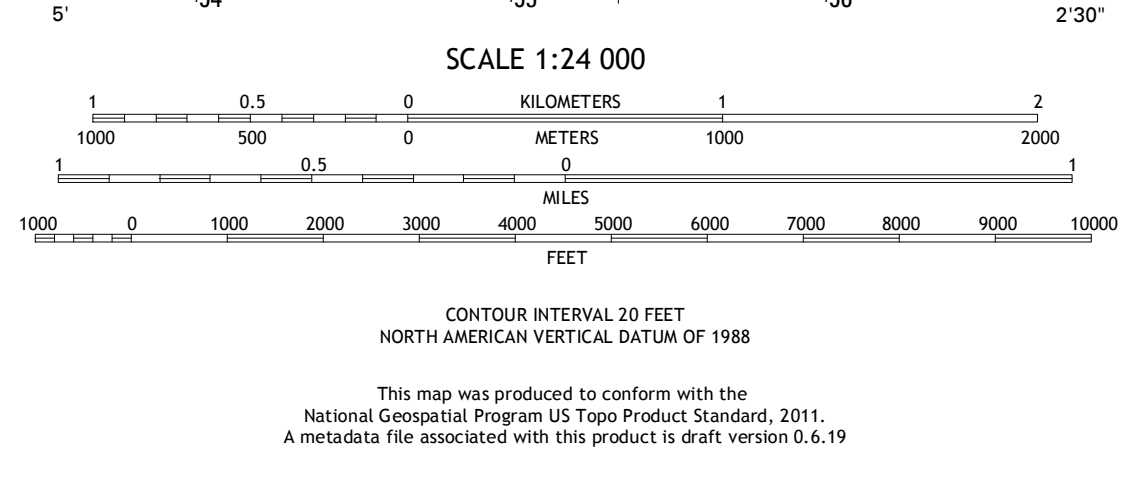 5' 2'30"
SCALE 1:24 000
1 0.5 0 KILOMETERS 1 2
1000 500 0 METERS 1000 2000
1 0.5 0 1
MILES
1000 0 1000 2000 3000 4000 5000 6000 7000 8000 9000 10000
FEET
CONTOUR INTERVAL 20 FEET
NORTH AMERICAN VERTICAL DATUM OF 1988
This map was produced to conform with the
National Geospatial Program US Topo Product Standard, 2011.
A metadata file associated with this product is draft version 0.6.19